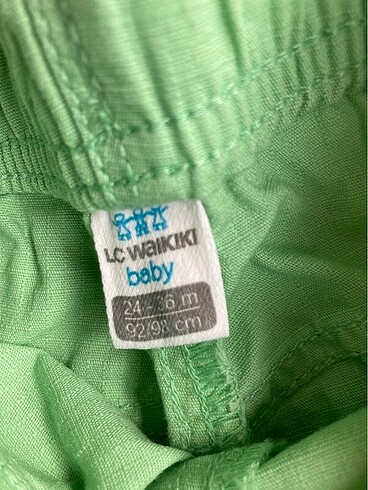 LC WAIKIKI
baby
24 - 36 m
92/98 cm